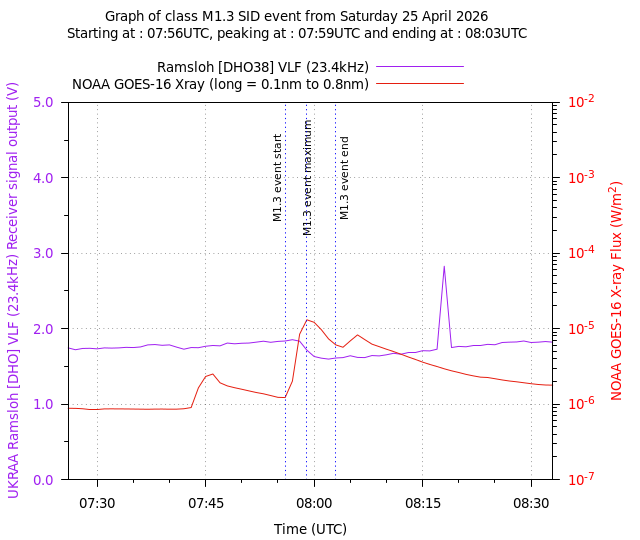 Graph of class M1.3 SID event from Saturday 25 April 2026
Starting at : 07:56UTC, peaking at : 07:59UTC and ending at : 08:03UTC
Ramsloh [DHO38] VLF (23.4kHz)
NOAA GOES-16 Xray (long = 0.1nm to 0.8nm)
UKRAA Ramsloh [DHO] VLF (23.4kHz) Receiver signal output (V)
5.0
4.0
3.0
2.0
1.0
0.0
M1.3 event start
M1.3 event maximum
M1.3 event end
10^-2
10^-3
10^-4
10^-5
10^-6
10^-7
NOAA GOES-16 X-ray Flux (W/m²)
07:30
07:45
08:00
08:15
08:30
Time (UTC)